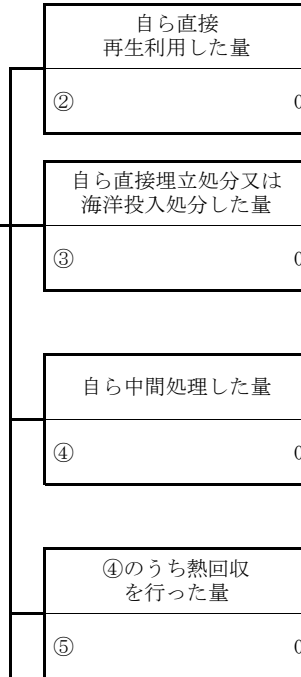 自ら直接
再生利用した量
② 0
自ら直接埋立処分又は
海洋投入処分した量
③ 0
自ら中間処理した量
④ 0
④のうち熱回収
を行った量
⑤ 0